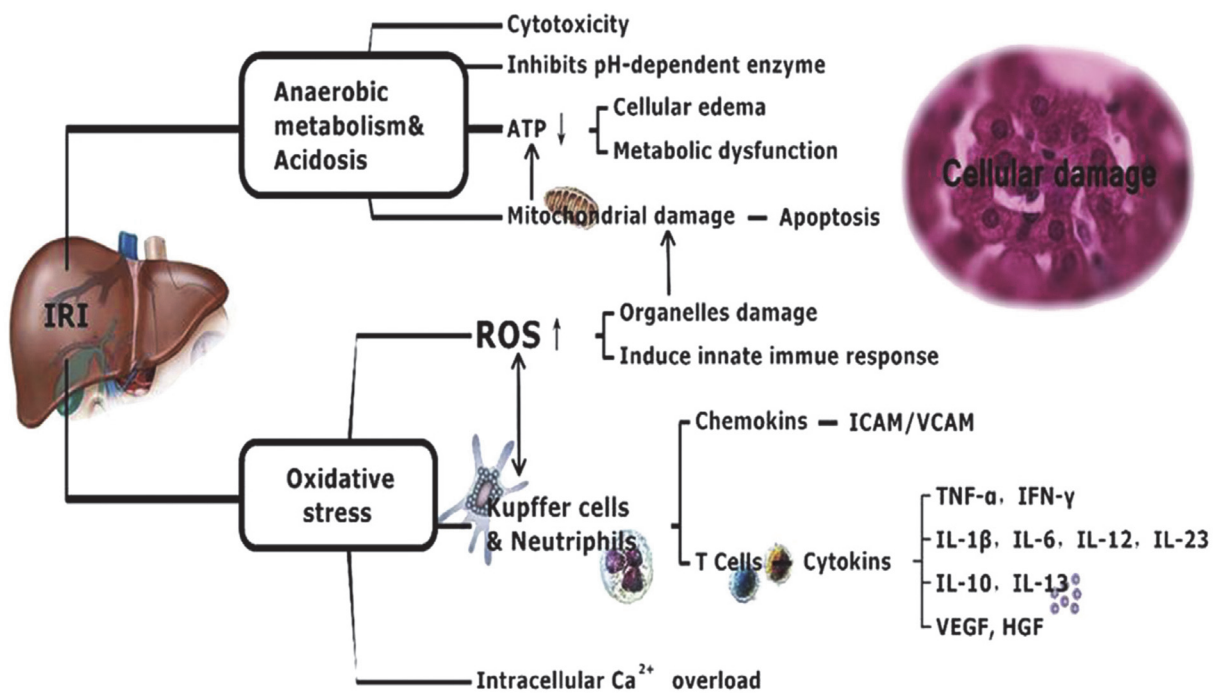 Cytotoxicity
Inhibits pH-dependent enzyme
Anaerobic
metabolism&
Acidosis
ATP ↓
Cellular edema
Metabolic dysfunction
Mitochondrial damage — Apoptosis
Cellular damage
IRI
ROS ↑
Organelles damage
Induce innate immue response
Oxidative
stress
Kupffer cells
& Neutriphils
Chemokins — ICAM/VCAM
T Cells — Cytokins
TNF-α, IFN-γ
IL-1β, IL-6, IL-12, IL-23
IL-10, IL-13
VEGF, HGF
Intracellular Ca²⁺ overload